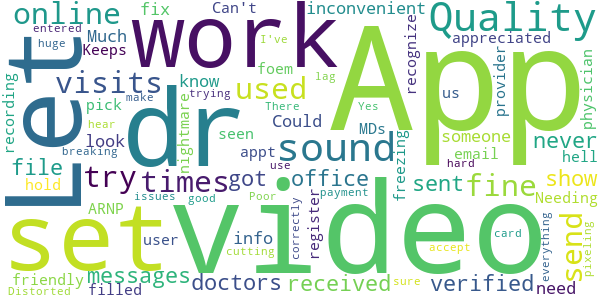 online
fix
Can't
inconvenient
Quality
entered
huge
Much
Keeps
I've
lag
There
Yes
recognize
appreciated
work
App
Let
visits
know
used
us
provider
physician
recording
pick
nightmare
Could
MDs
someone
make
trying
hear
look
seen
sound
email
never
breaking
dr
appt
use
freezing
hard
hell
file
try
times
got
office
sent
fine
show
hold
ARNP
issues
good
Poor
payment
Needing
set
video
user
info
register
correctly
card
accept
everything
send
pixeling
friendly
messages
cutting
received
verified
sure
need
Distorted
filled
doctors
foem